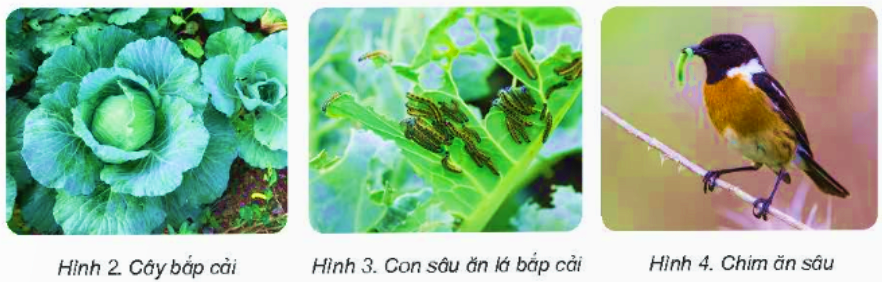 Hình 2. Cây bắp cải
Hình 3. Con sâu ăn lá bắp cải
Hình 4. Chim ăn sâu